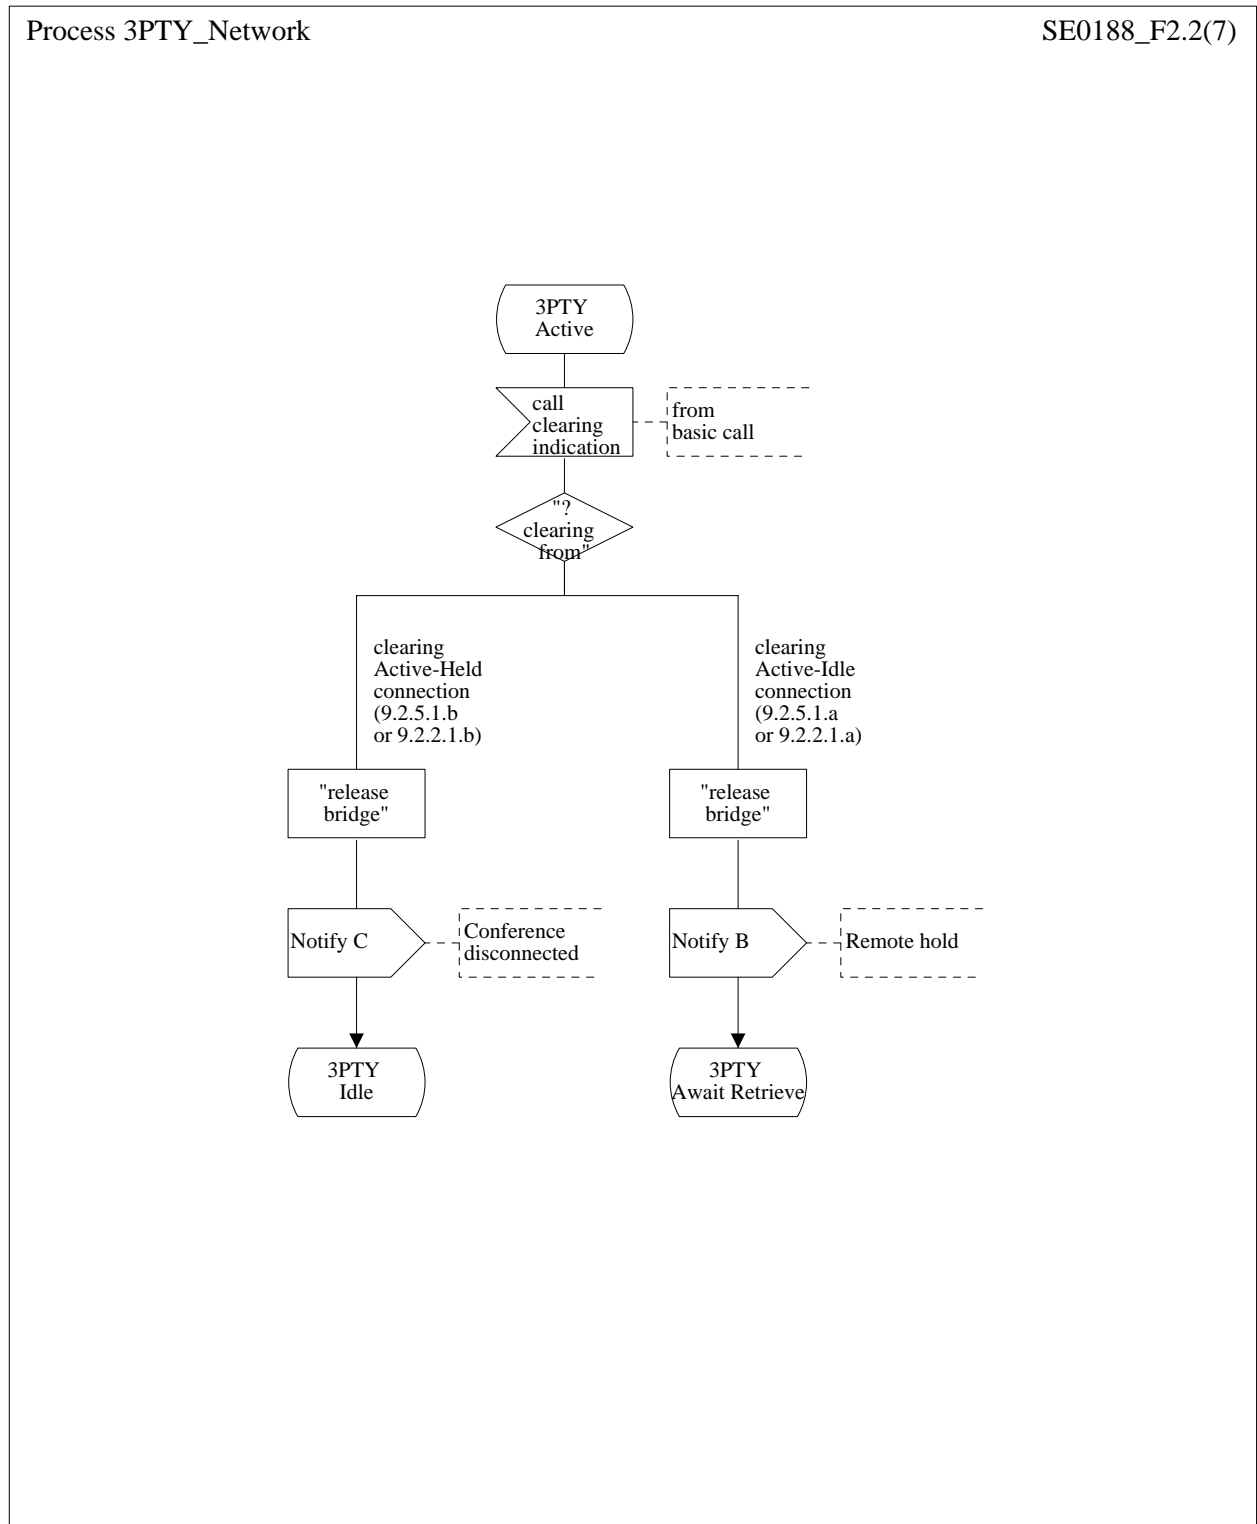 Process 3PTY_Network
SE0188_F2.2(7)
3PTY
Active
call
clearing
indication
from
basic call
"?
clearing
from"
clearing
Active-Held
connection
(9.2.5.1.b
or 9.2.2.1.b)
clearing
Active-Idle
connection
(9.2.5.1.a
or 9.2.2.1.a)
"release
bridge"
"release
bridge"
Notify C
Conference
disconnected
Notify B
Remote hold
3PTY
Idle
3PTY
Await Retrieve